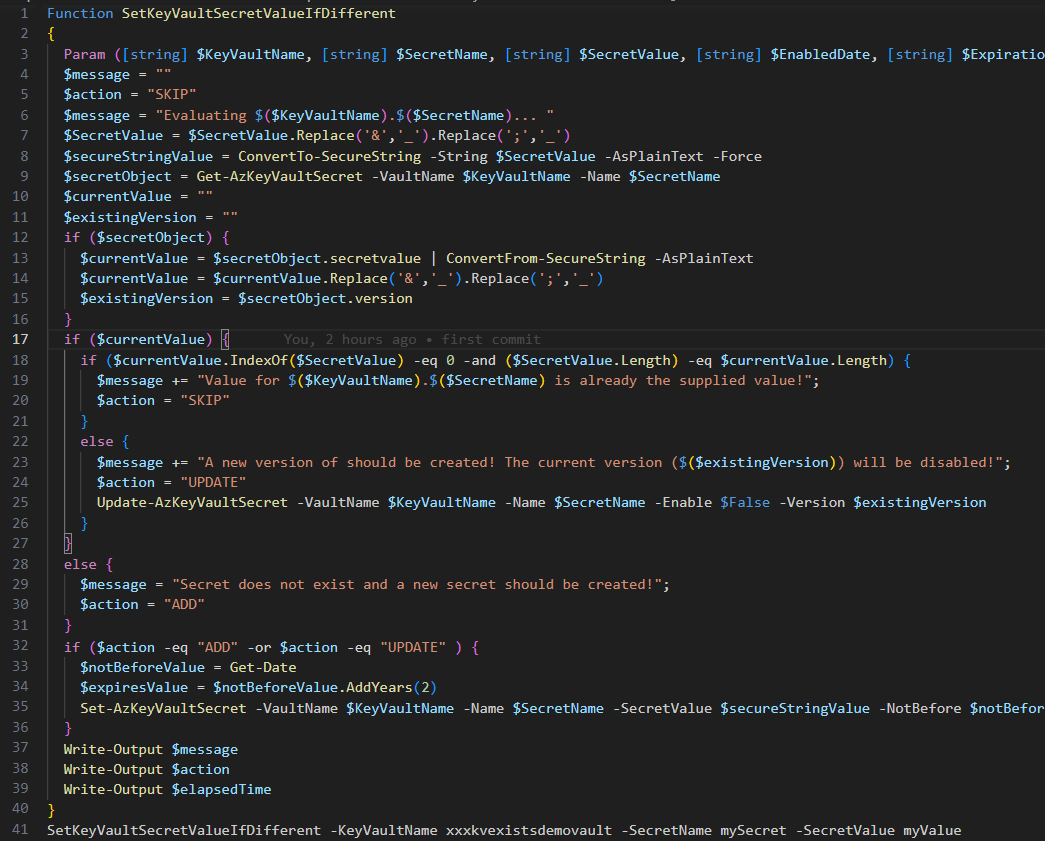 1 Function SetKeyVaultSecretValueIfDifferent
2 {
3 Param ([string] $KeyVaultName, [string] $SecretName, [string] $SecretValue, [string] $EnabledDate, [string] $Expiratio
4 $message = ""
5 $action = "SKIP"
6 $message = "Evaluating $($KeyVaultName).$($SecretName)... "
7 $SecretValue = $SecretValue.Replace('&','_').Replace(';','_')
8 $secureStringValue = ConvertTo-SecureString -String $SecretValue -AsPlainText -Force
9 $secretObject = Get-AzKeyVaultSecret -VaultName $KeyVaultName -Name $SecretName
10 $currentValue = ""
11 $existingVersion = ""
12 if ($secretObject) {
13 $currentValue = $secretObject.secretvalue | ConvertFrom-SecureString -AsPlainText
14 $currentValue = $currentValue.Replace('&','_').Replace(';','_')
15 $existingVersion = $secretObject.version
16 }
17 if ($currentValue) { You, 2 hours ago • first commit
18 if ($currentValue.IndexOf($SecretValue) -eq 0 -and ($SecretValue.Length) -eq $currentValue.Length) {
19 $message += "Value for $($KeyVaultName).$($SecretName) is already the supplied value!";
20 $action = "SKIP"
21 }
22 else {
23 $message += "A new version of should be created! The current version ($($existingVersion)) will be disabled!";
24 $action = "UPDATE"
25 Update-AzKeyVaultSecret -VaultName $KeyVaultName -Name $SecretName -Enable $False -Version $existingVersion
26 }
27 }
28 else {
29 $message = "Secret does not exist and a new secret should be created!";
30 $action = "ADD"
31 }
32 if ($action -eq "ADD" -or $action -eq "UPDATE" ) {
33 $notBeforeValue = Get-Date
34 $expiresValue = $notBeforeValue.AddYears(2)
35 Set-AzKeyVaultSecret -VaultName $KeyVaultName -Name $SecretName -SecretValue $secureStringValue -NotBefore $notBefor
36 }
37 Write-Output $message
38 Write-Output $action
39 Write-Output $elapsedTime
40 }
41 SetKeyVaultSecretValueIfDifferent -KeyVaultName xxxkvexistsdemovault -SecretName mySecret -SecretValue myValue